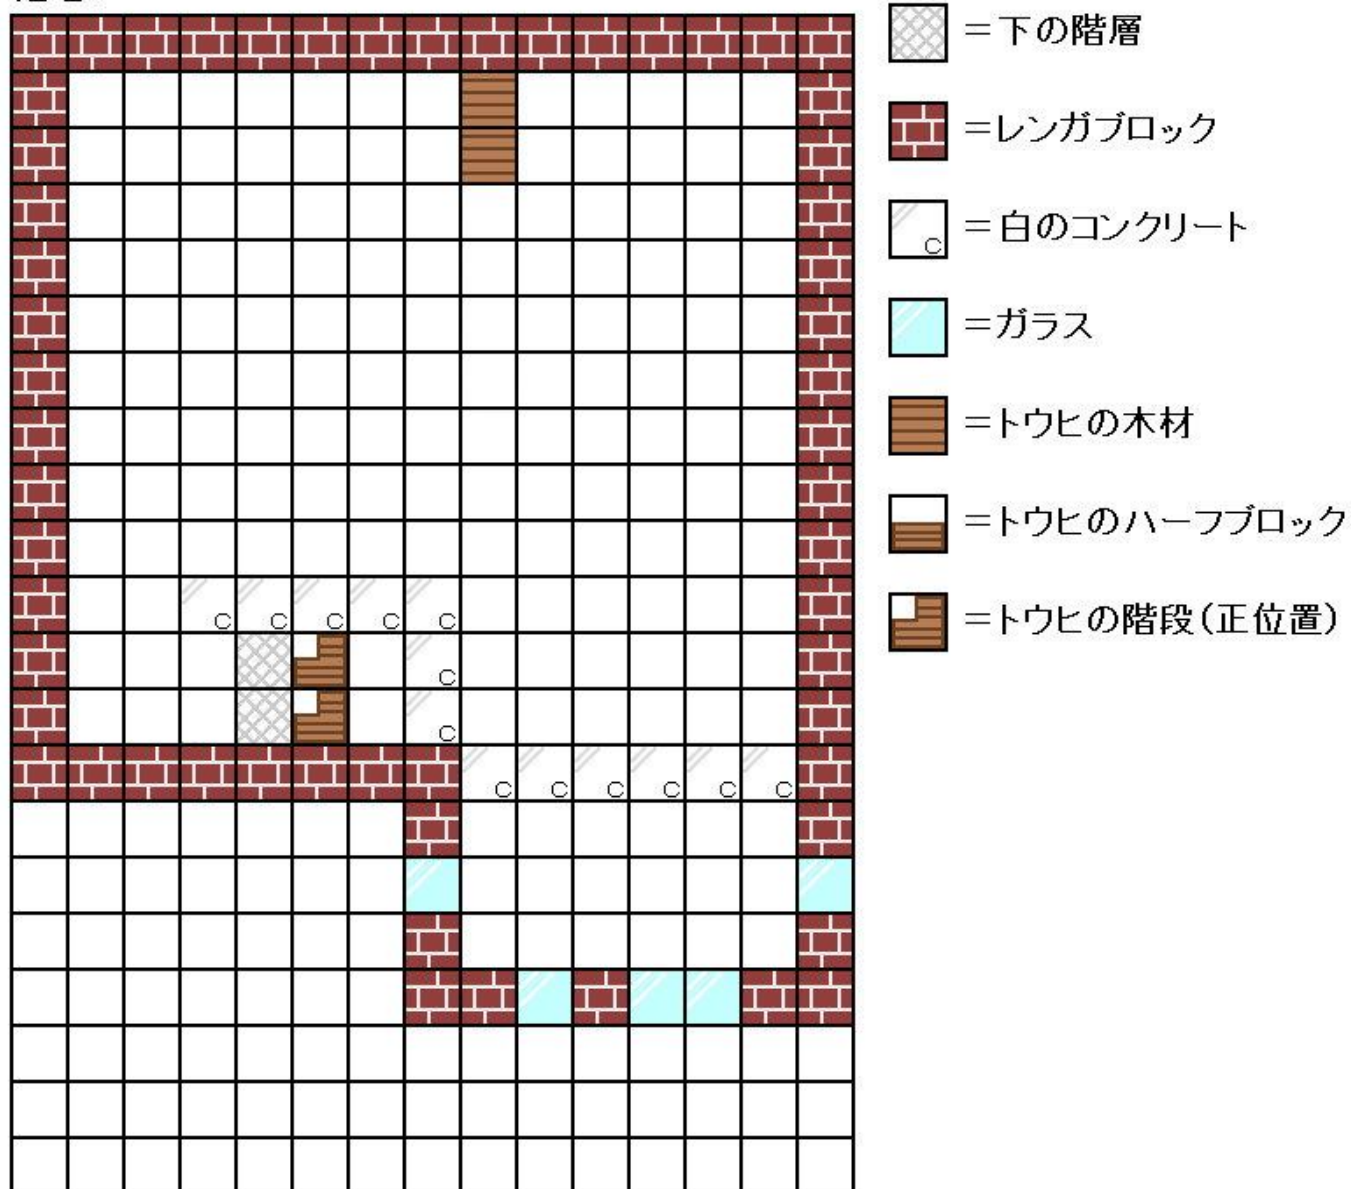 =下の階層
=レンガブロック
C =白のコンクリート
=ガラス
=トウヒの木材
=トウヒのハーフブロック
=トウヒの階段(正位置)
C C C C C
C
C
C C C C C C